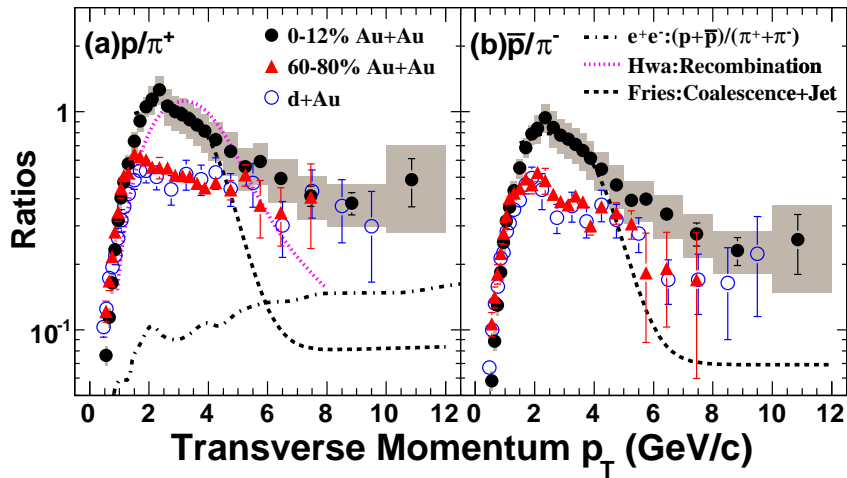 (a)p/π⁺
0-12% Au+Au
60-80% Au+Au
d+Au
(b)p̅/π⁻
e⁺e⁻:(p+p̅)/(π⁺+π⁻)
Hwa:Recombination
Fries:Coalescence+Jet
Ratios
1
10⁻¹
0 2 4 6 8 10 12
0 2 4 6 8 10 12
Transverse Momentum p_T (GeV/c)